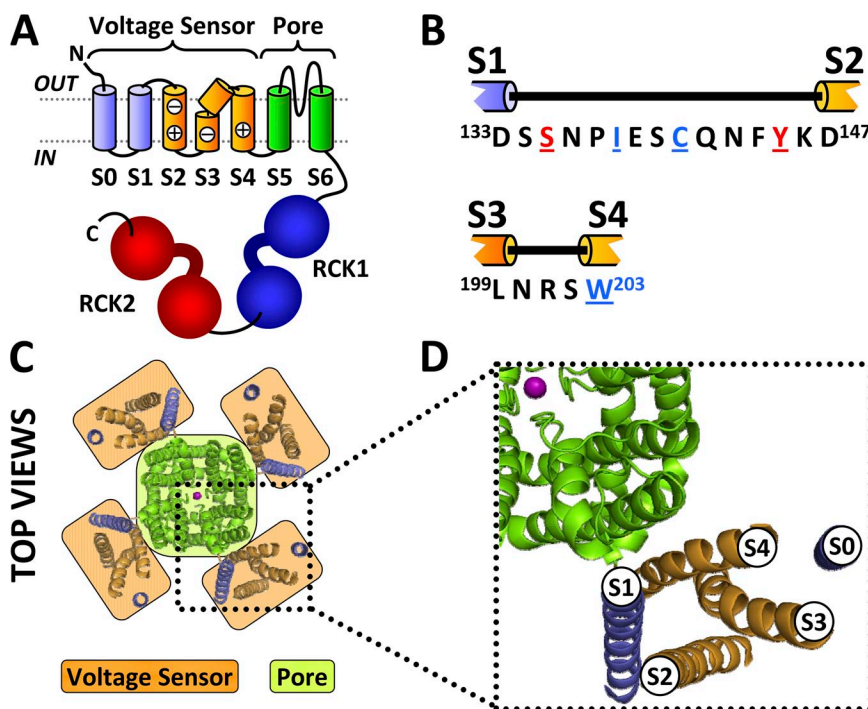 A
Voltage Sensor Pore
N
OUT
− − − + + +
IN
S0 S1 S2 S3 S4 S5 S6
C
RCK2
RCK1
B
S1 S2
133D S S N P I E S C Q N F Y K D147
S3 S4
199L N R S W203
C
TOP VIEWS
Voltage Sensor
Pore
D
S4
S0
S1
S3
S2